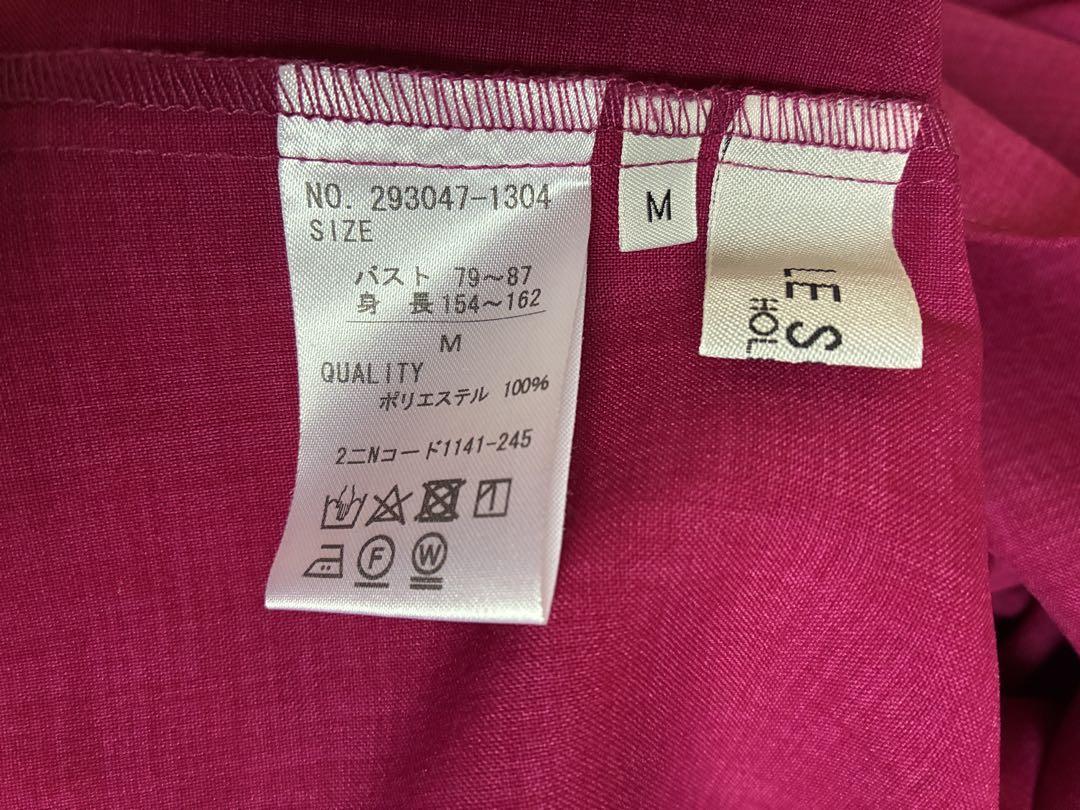 NO. 293047-1304
SIZE
バスト 79～87
身 長 154～162
M
QUALITY
ポリエステル 100%
2ニNコード1141-245
F W
M
LE S
HOL